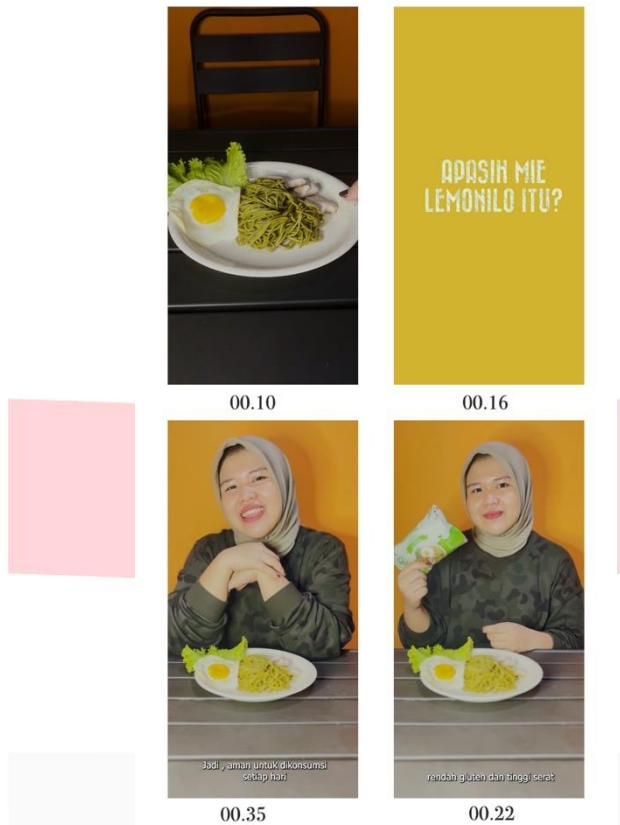 APASIH MIE
LEMONILO ITU?
00.10
00.16
Jadi , aman untuk dikonsumsi
setiap hari
rendah gluten dan tinggi serat
00.35
00.22